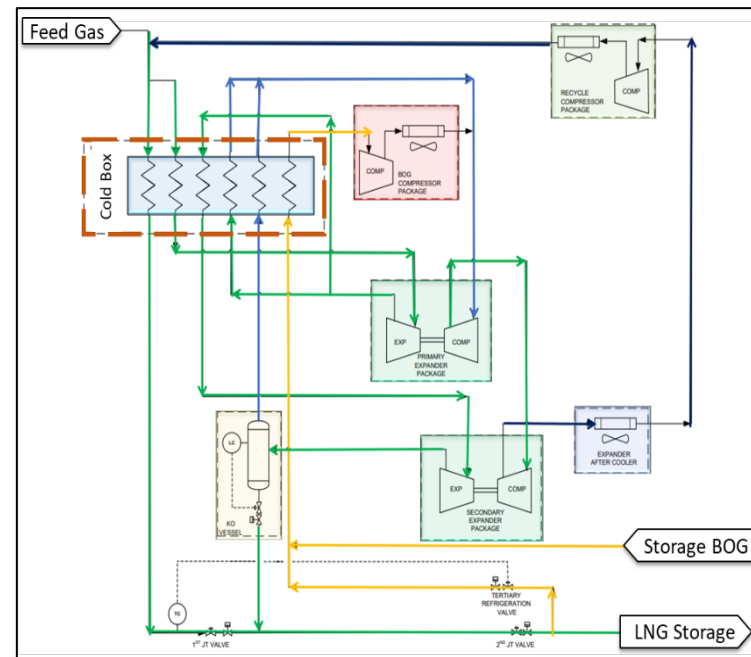 Feed Gas
COMP
RECYCLE
COMPRESSOR
PACKAGE
Cold Box
COMP
BOG
COMPRESSOR
PACKAGE
EXP
COMP
PRIMARY
EXPANDER
PACKAGE
LC
KO
VESSEL
EXP
COMP
SECONDARY
EXPANDER
PACKAGE
EXPANDER
AFTER COOLER
Storage BOG
TERTIARY
REFRIGERATION
VALVE
1ST JT VALVE
2ND JT VALVE
LNG Storage